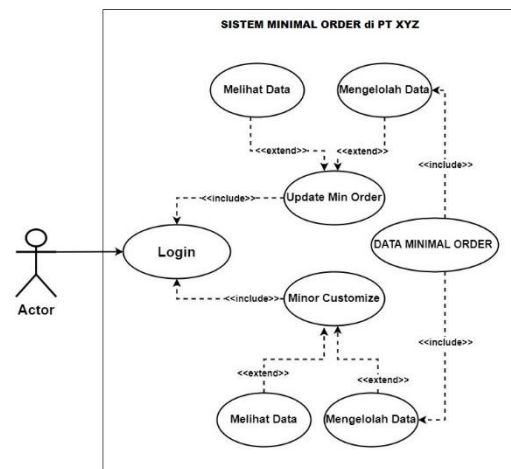 SISTEM MINIMAL ORDER di PT XYZ
Melihat Data
Mengelolah Data
<<extend>>
<<extend>>
<<include>>
<<include>>
Update Min Order
Login
DATA MINIMAL ORDER
Actor
<<include>>
Minor Customize
<<include>>
<<extend>>
<<extend>>
Melihat Data
Mengelolah Data